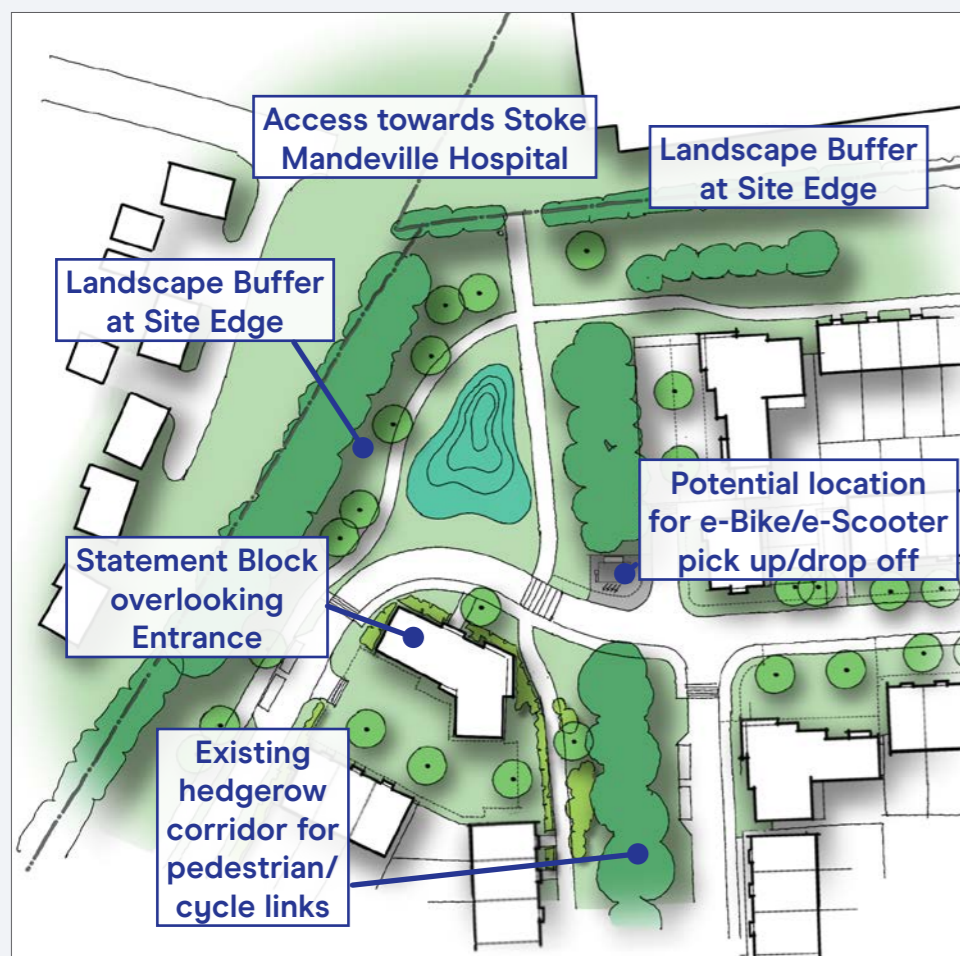 Access towards Stoke
Mandeville Hospital
Landscape Buffer
at Site Edge
Landscape Buffer
at Site Edge
Potential location
for e-Bike/e-Scooter
pick up/drop off
Statement Block
overlooking
Entrance
Existing
hedgerow
corridor for
pedestrian/
cycle links